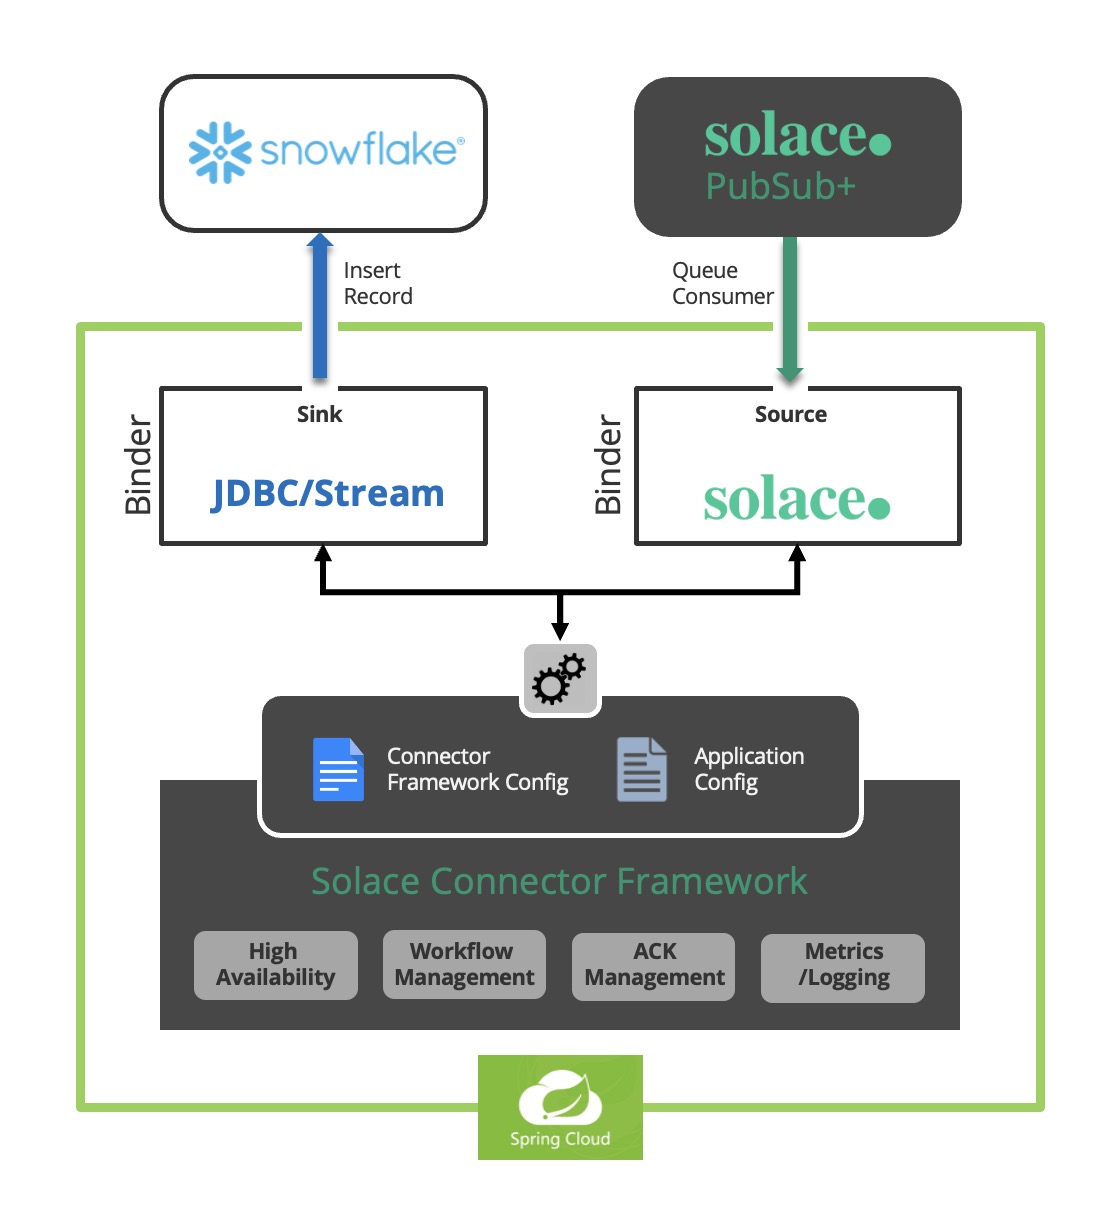 snowflake®
solace.
PubSub+
Insert
Record
Queue
Consumer
Binder
Sink
JDBC/Stream
Binder
Source
solace.
Connector
Framework Config
Application
Config
Solace Connector Framework
High
Availability
Workflow
Management
ACK
Management
Metrics
/Logging
Spring Cloud